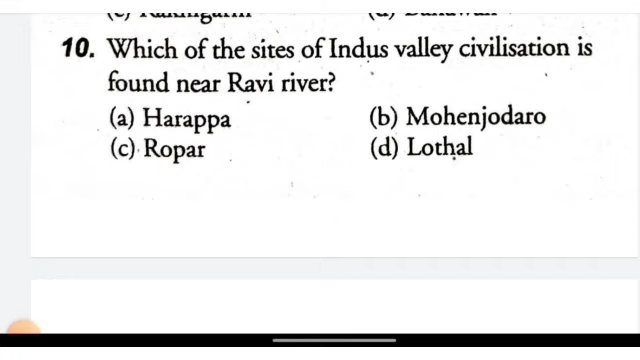 10. Which of the sites of Indus valley civilisation is
found near Ravi river?
(a) Harappa (b) Mohenjodaro
(c) Ropar (d) Lothal